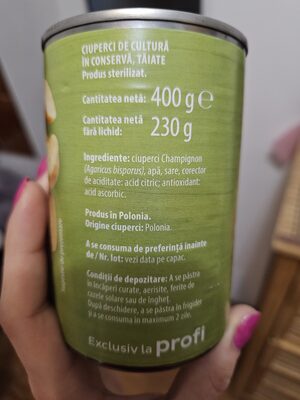 CIUPERCI DE CULTURĂ
ÎN CONSERVĂ, TĂIATE
Produs sterilizat.
Cantitatea netă: 400 g ℮
Cantitatea netă
fără lichid: 230 g
Ingrediente: ciuperci Champignon
(Agaricus bisporus), apă, sare, corector
de aciditate: acid citric; antioxidant:
acid ascorbic.
Produs în Polonia.
Origine ciuperci: Polonia.
A se consuma de preferință înainte
de / Nr. lot: vezi data pe capac.
Condiții de depozitare: A se păstra
în încăperi curate, aerisite, ferite de
razele solare sau de îngheț.
După deschidere, a se păstra în frigider
și a se consuma în maximum 2 zile.
Exclusiv la profi